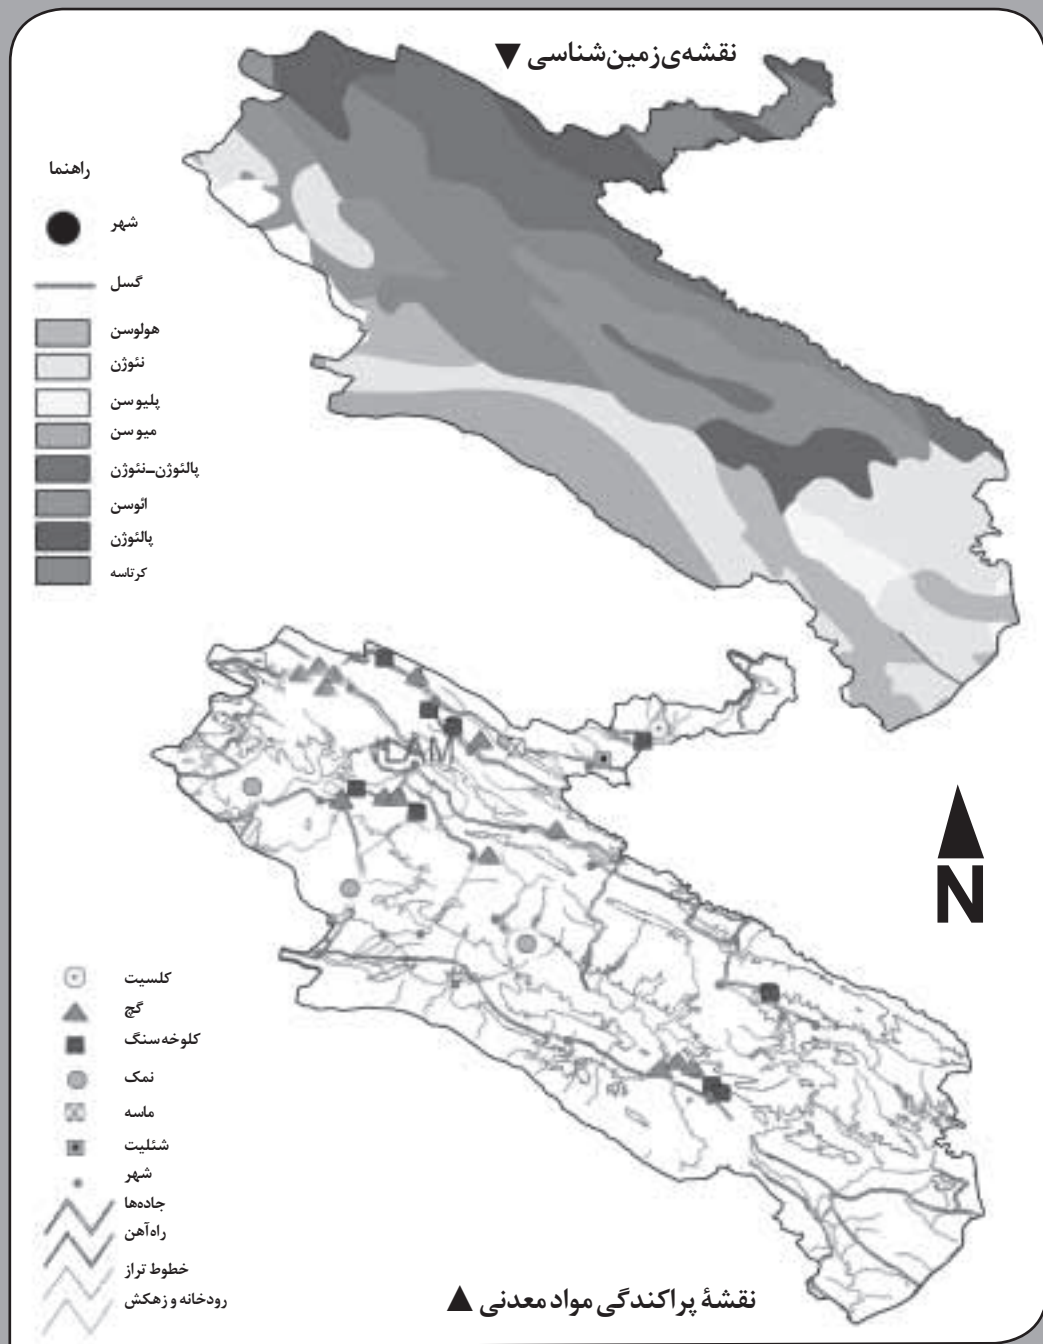 نقشه‌ی زمین‌شناسی ▼
راهنما
شهر
گسل
هولوسن
نئوژن
پلیوسن
میوسن
پالئوژن-نئوژن
ائوسن
پالئوژن
کرتاسه
ILAM
N
کلسیت
گچ
کلوخه سنگ
نمک
ماسه
شئلیت
شهر
جاده‌ها
راه‌آهن
خطوط تراز
رودخانه و زهکش
نقشهٔ پراکندگی مواد معدنی ▲